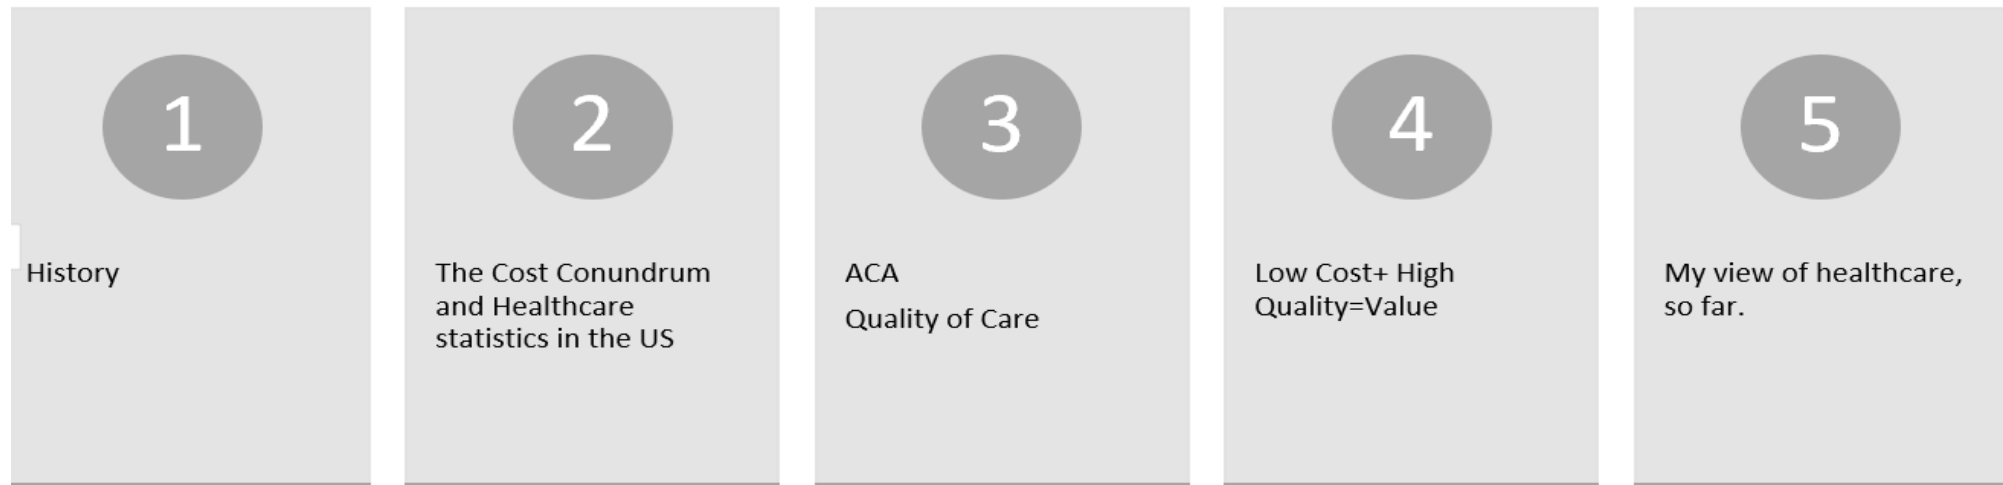 1
History
2
The Cost Conundrum
and Healthcare
statistics in the US
3
ACA
Quality of Care
4
Low Cost+ High
Quality=Value
5
My view of healthcare,
so far.